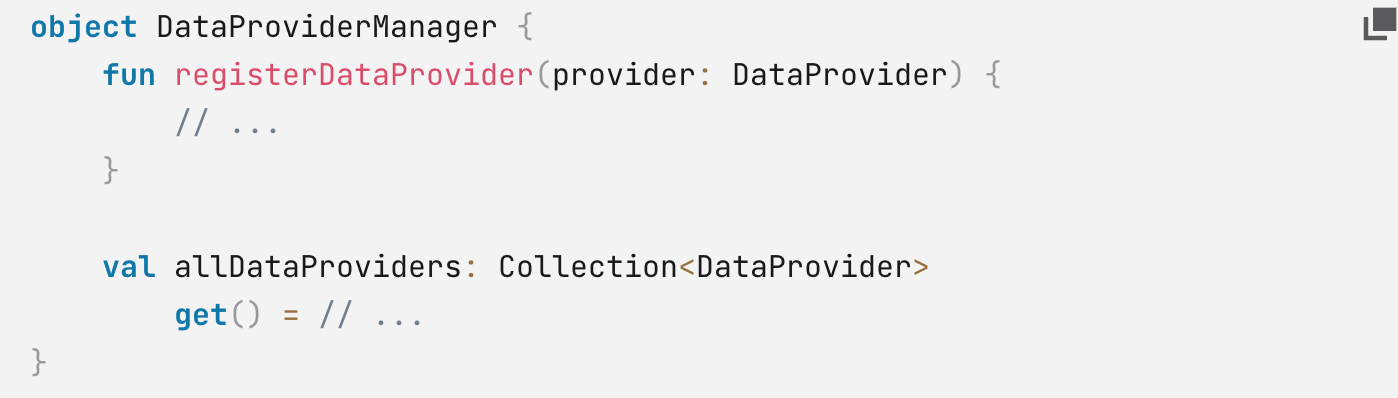 object DataProviderManager {
    fun registerDataProvider(provider: DataProvider) {
        // ...
    }

    val allDataProviders: Collection<DataProvider>
        get() = // ...
}